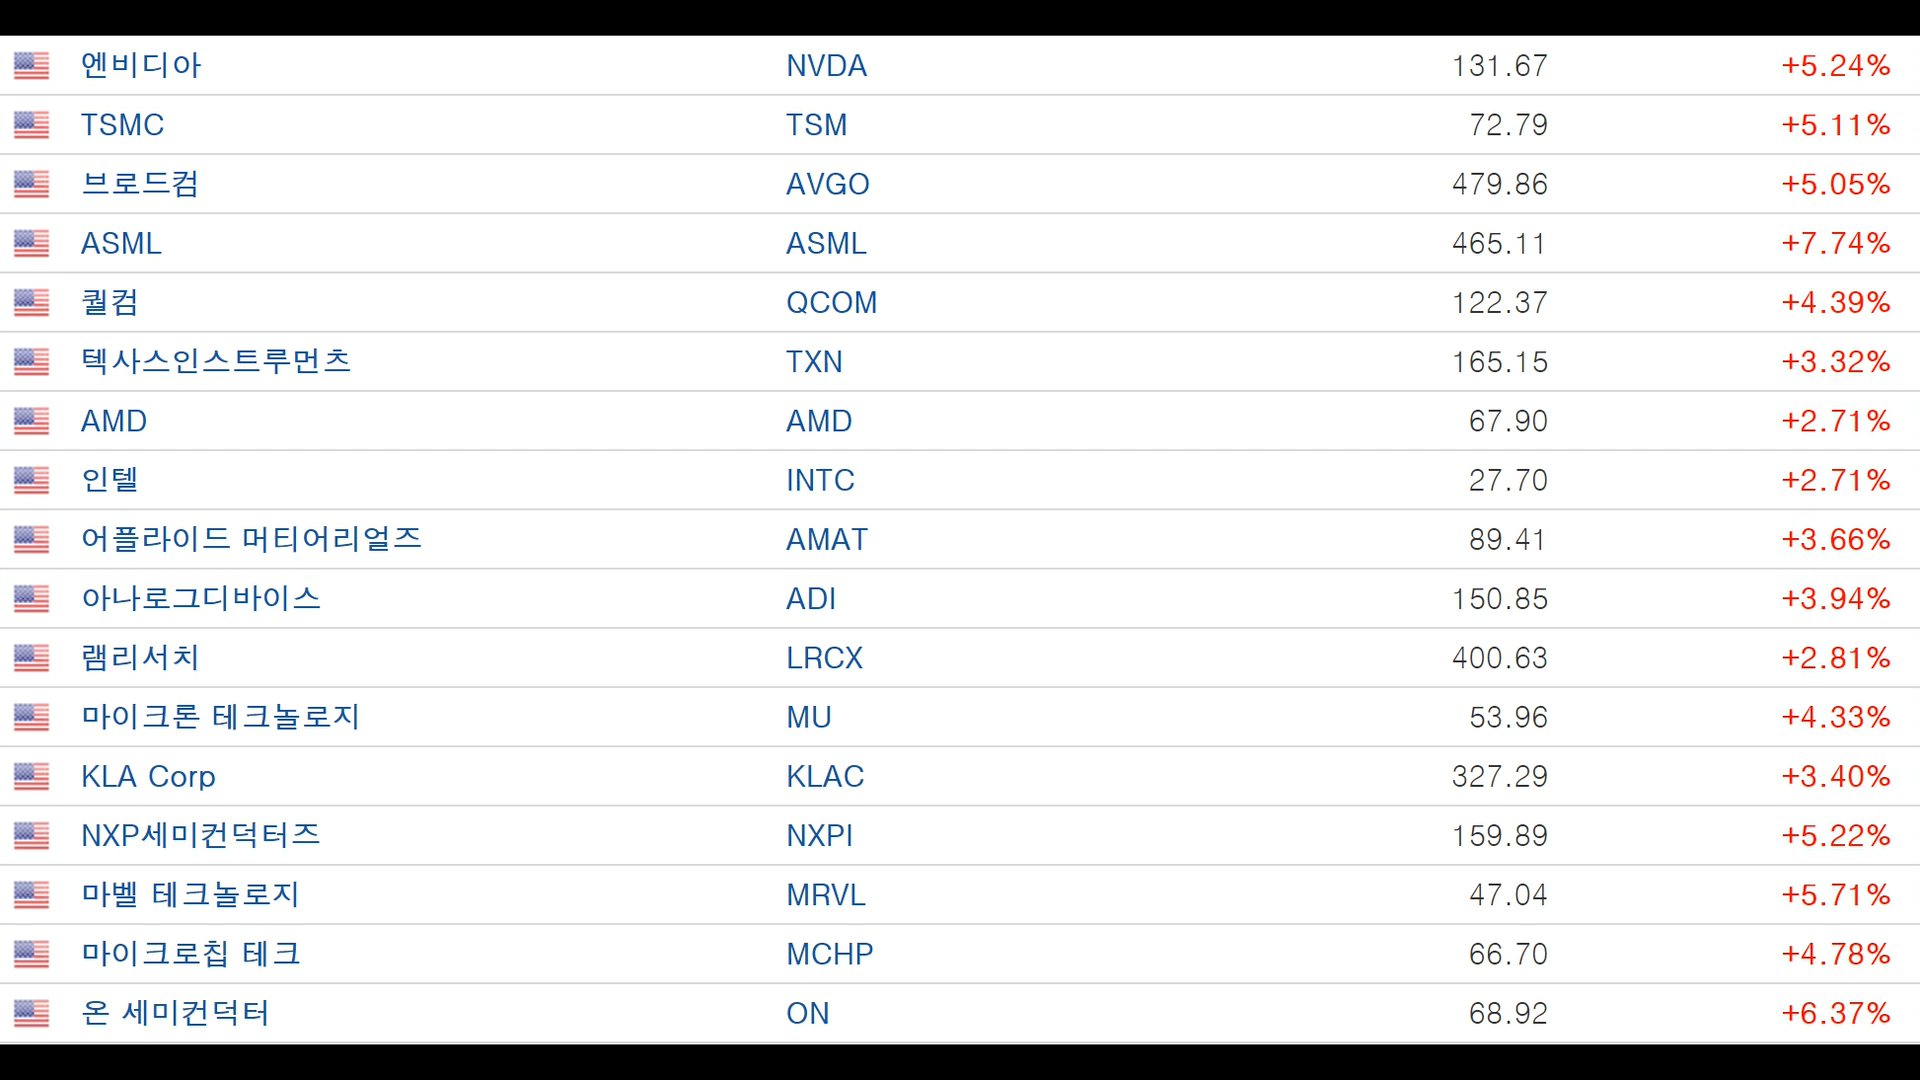 엔비디아 NVDA 131.67 +5.24%
TSMC TSM 72.79 +5.11%
브로드컴 AVGO 479.86 +5.05%
ASML ASML 465.11 +7.74%
퀄컴 QCOM 122.37 +4.39%
텍사스인스트루먼츠 TXN 165.15 +3.32%
AMD AMD 67.90 +2.71%
인텔 INTC 27.70 +2.71%
어플라이드 머티어리얼즈 AMAT 89.41 +3.66%
아나로그디바이스 ADI 150.85 +3.94%
램리서치 LRCX 400.63 +2.81%
마이크론 테크놀로지 MU 53.96 +4.33%
KLA Corp KLAC 327.29 +3.40%
NXP세미컨덕터즈 NXPI 159.89 +5.22%
마벨 테크놀로지 MRVL 47.04 +5.71%
마이크로칩 테크 MCHP 66.70 +4.78%
온 세미컨덕터 ON 68.92 +6.37%